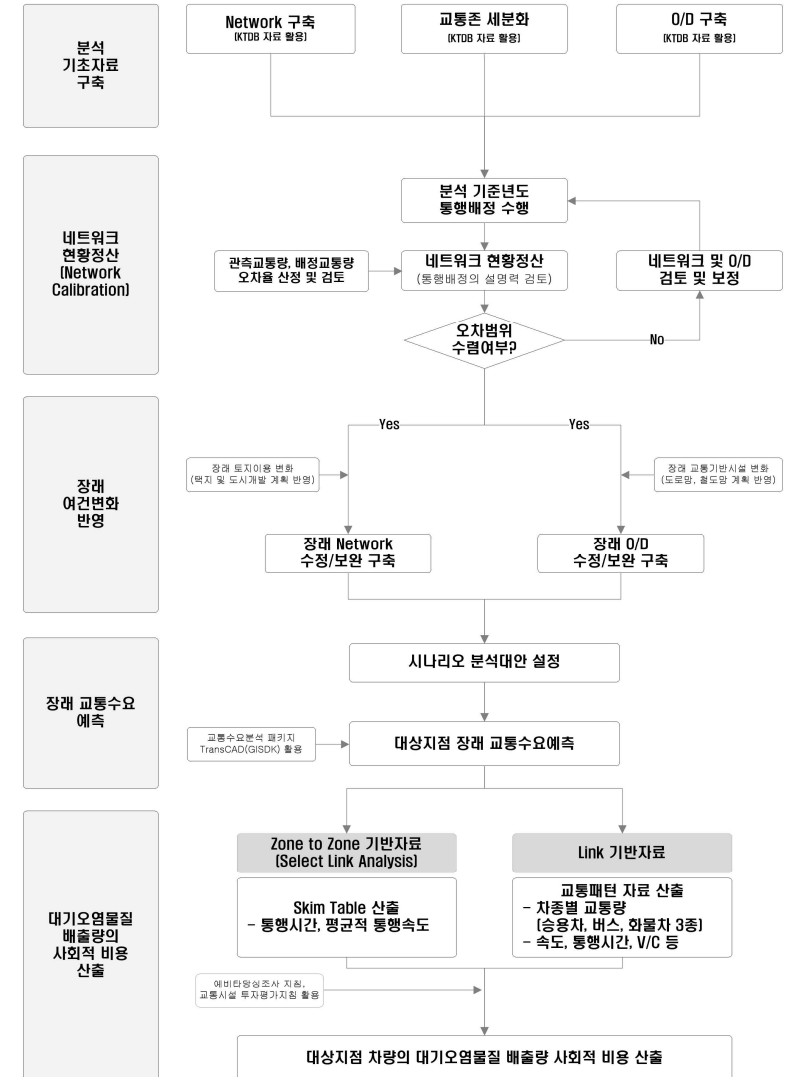 분석
기초자료
구축
Network 구축
(KTDB 자료 활용)
교통존 세분화
(KTDB 자료 활용)
O/D 구축
(KTDB 자료 활용)
네트워크
현황정산
(Network
Calibration)
분석 기준년도
통행배정 수행
관측교통량, 배정교통량
오차율 산정 및 검토
네트워크 현황정산
(통행배정의 설명력 검토)
네트워크 및 O/D
검토 및 보정
오차범위
수렴여부?
No
장래
여건변화
반영
Yes
Yes
장래 토지이용 변화
(택지 및 도시개발 계획 반영)
장래 교통기반시설 변화
(도로망, 철도망 계획 반영)
장래 Network
수정/보완 구축
장래 O/D
수정/보완 구축
장래 교통수요
예측
시나리오 분석대안 설정
교통수요분석 패키지
TransCAD(GISDK) 활용
대상지점 장래 교통수요예측
대기오염물질
배출량의
사회적 비용
산출
Zone to Zone 기반자료
(Select Link Analysis)
Skim Table 산출
- 통행시간, 평균적 통행속도
Link 기반자료
교통패턴 자료 산출
- 차종별 교통량
(승용차, 버스, 화물차 3종)
- 속도, 통행시간, V/C 등
예비타당성조사 지침,
교통시설 투자평가지침 활용
대상지점 차량의 대기오염물질 배출량 사회적 비용 산출